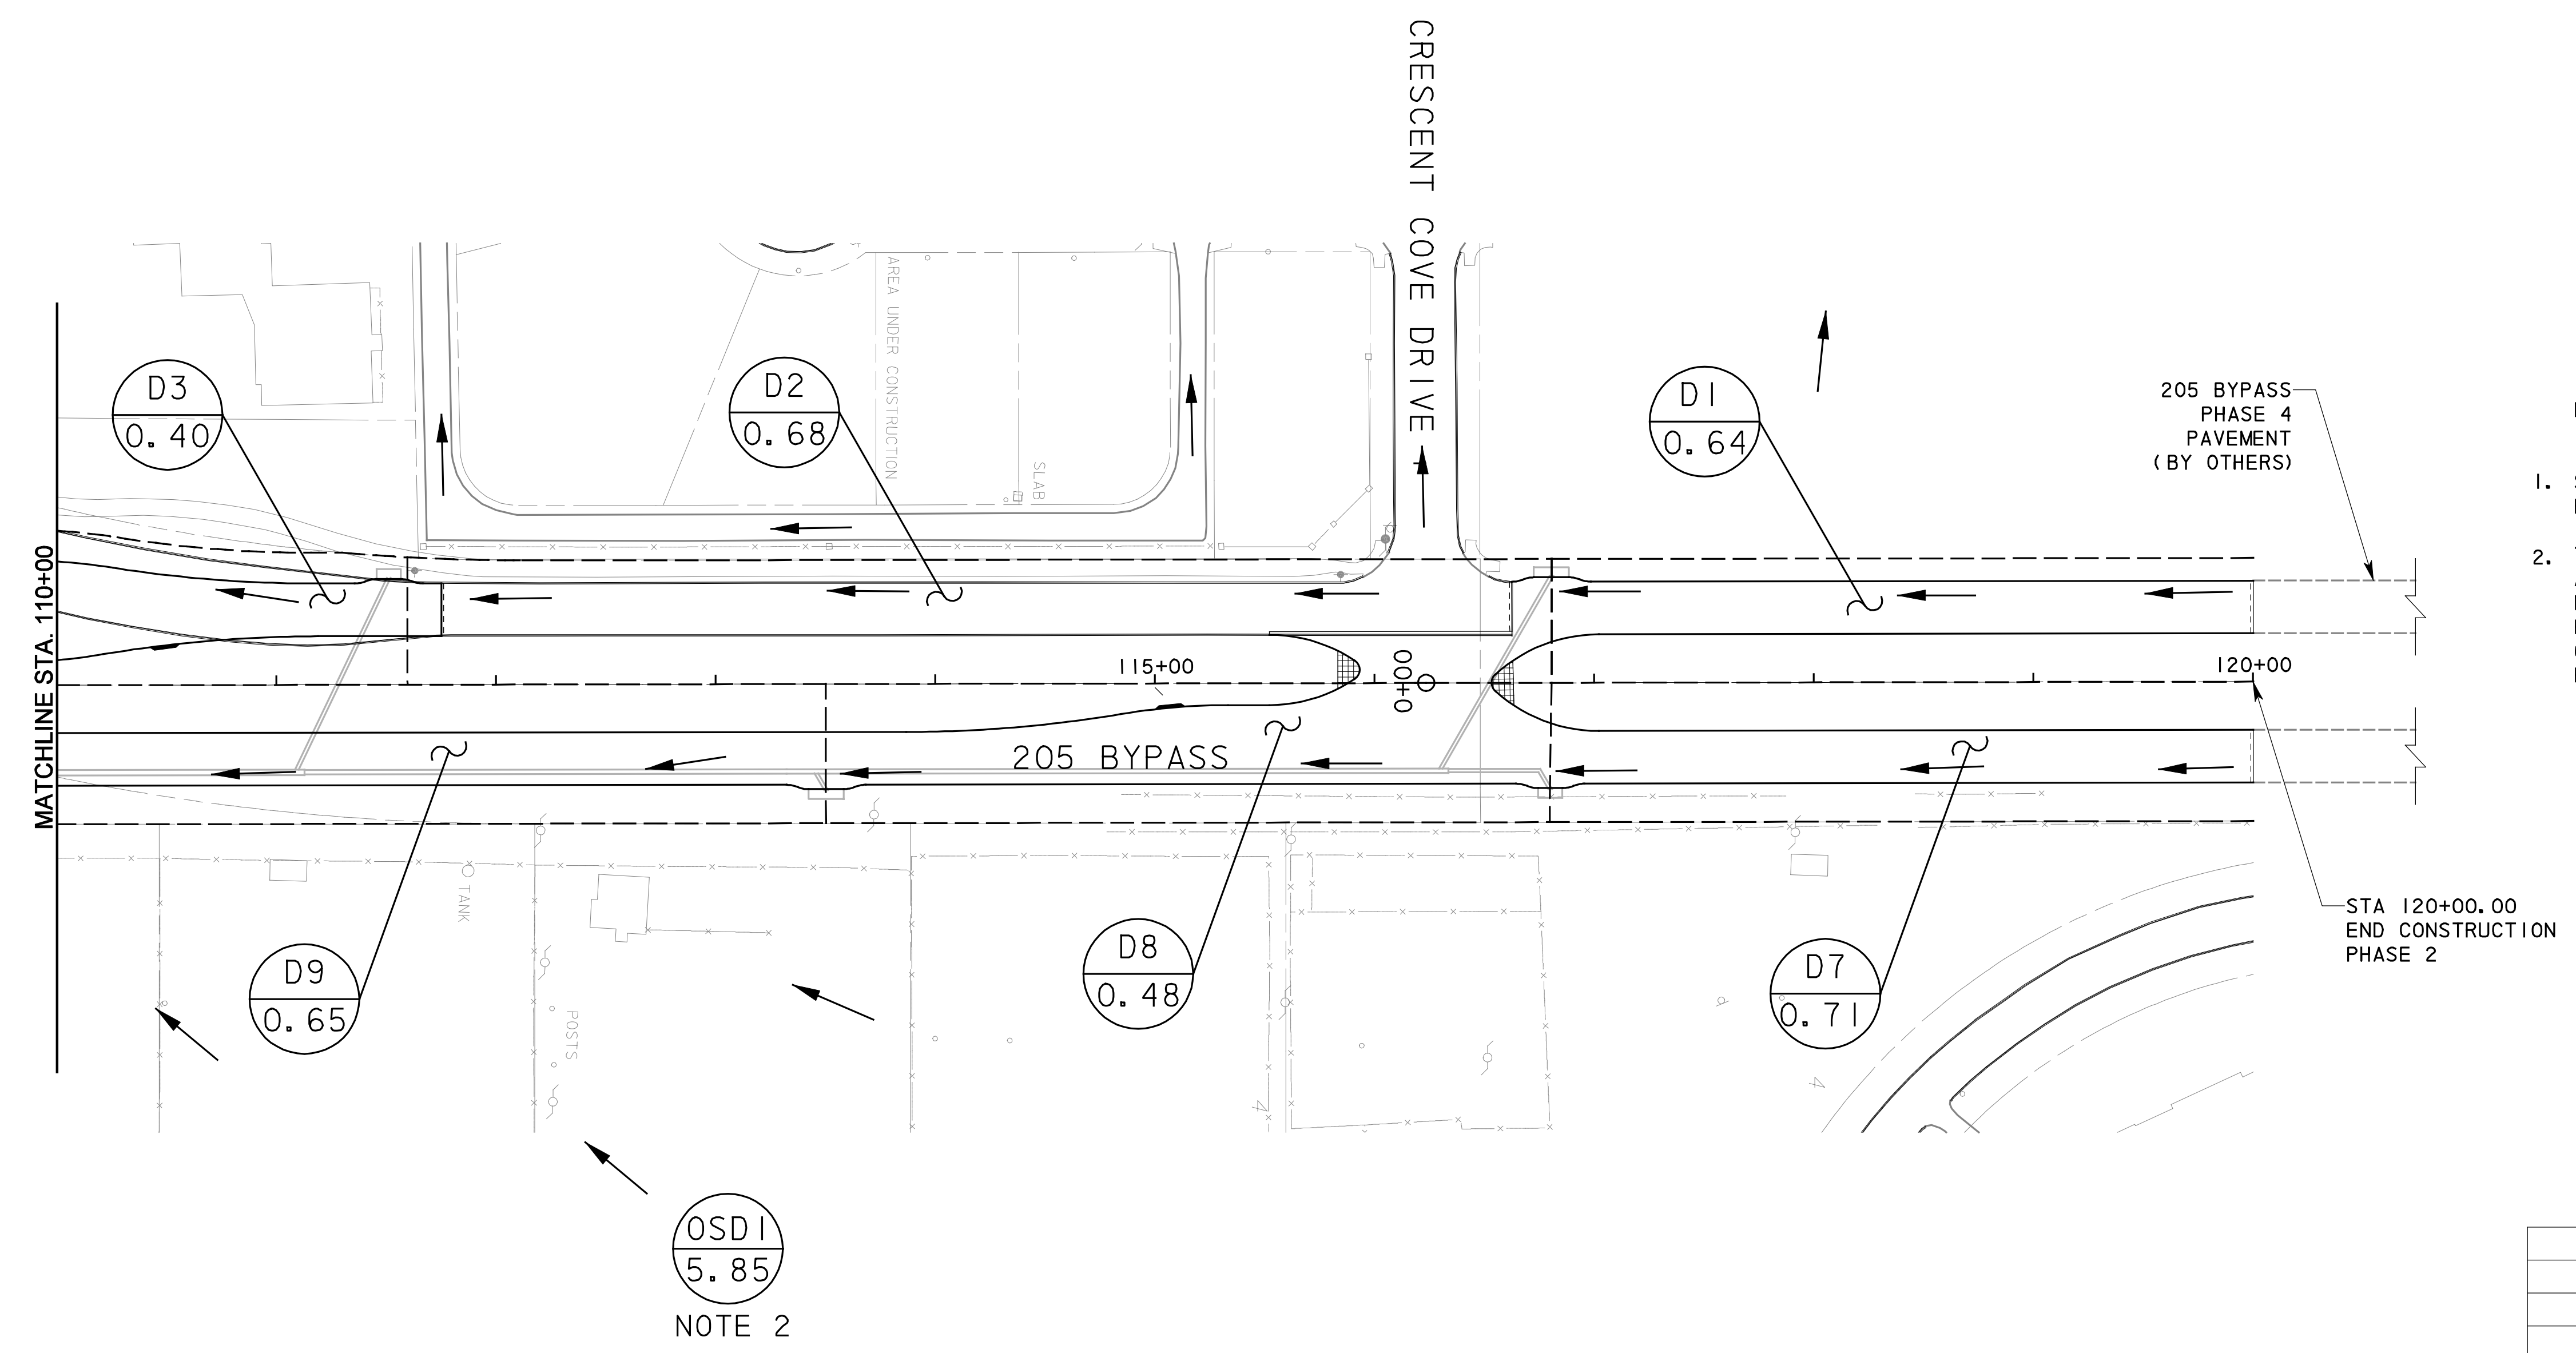 CRESCENT COVE DRIVE
AREA UNDER CONSTRUCTION
SLAB
D3
0.40
D2
0.68
D1
0.64
205 BYPASS
PHASE 4
PAVEMENT
(BY OTHERS)
1.
2.
MATCHLINE STA. 110+00
115+00
0+00
120+00
205 BYPASS
TANK
POSTS
D9
0.65
D8
0.48
D7
0.71
STA 120+00.00
END CONSTRUCTION
PHASE 2
OSD1
5.85
NOTE 2